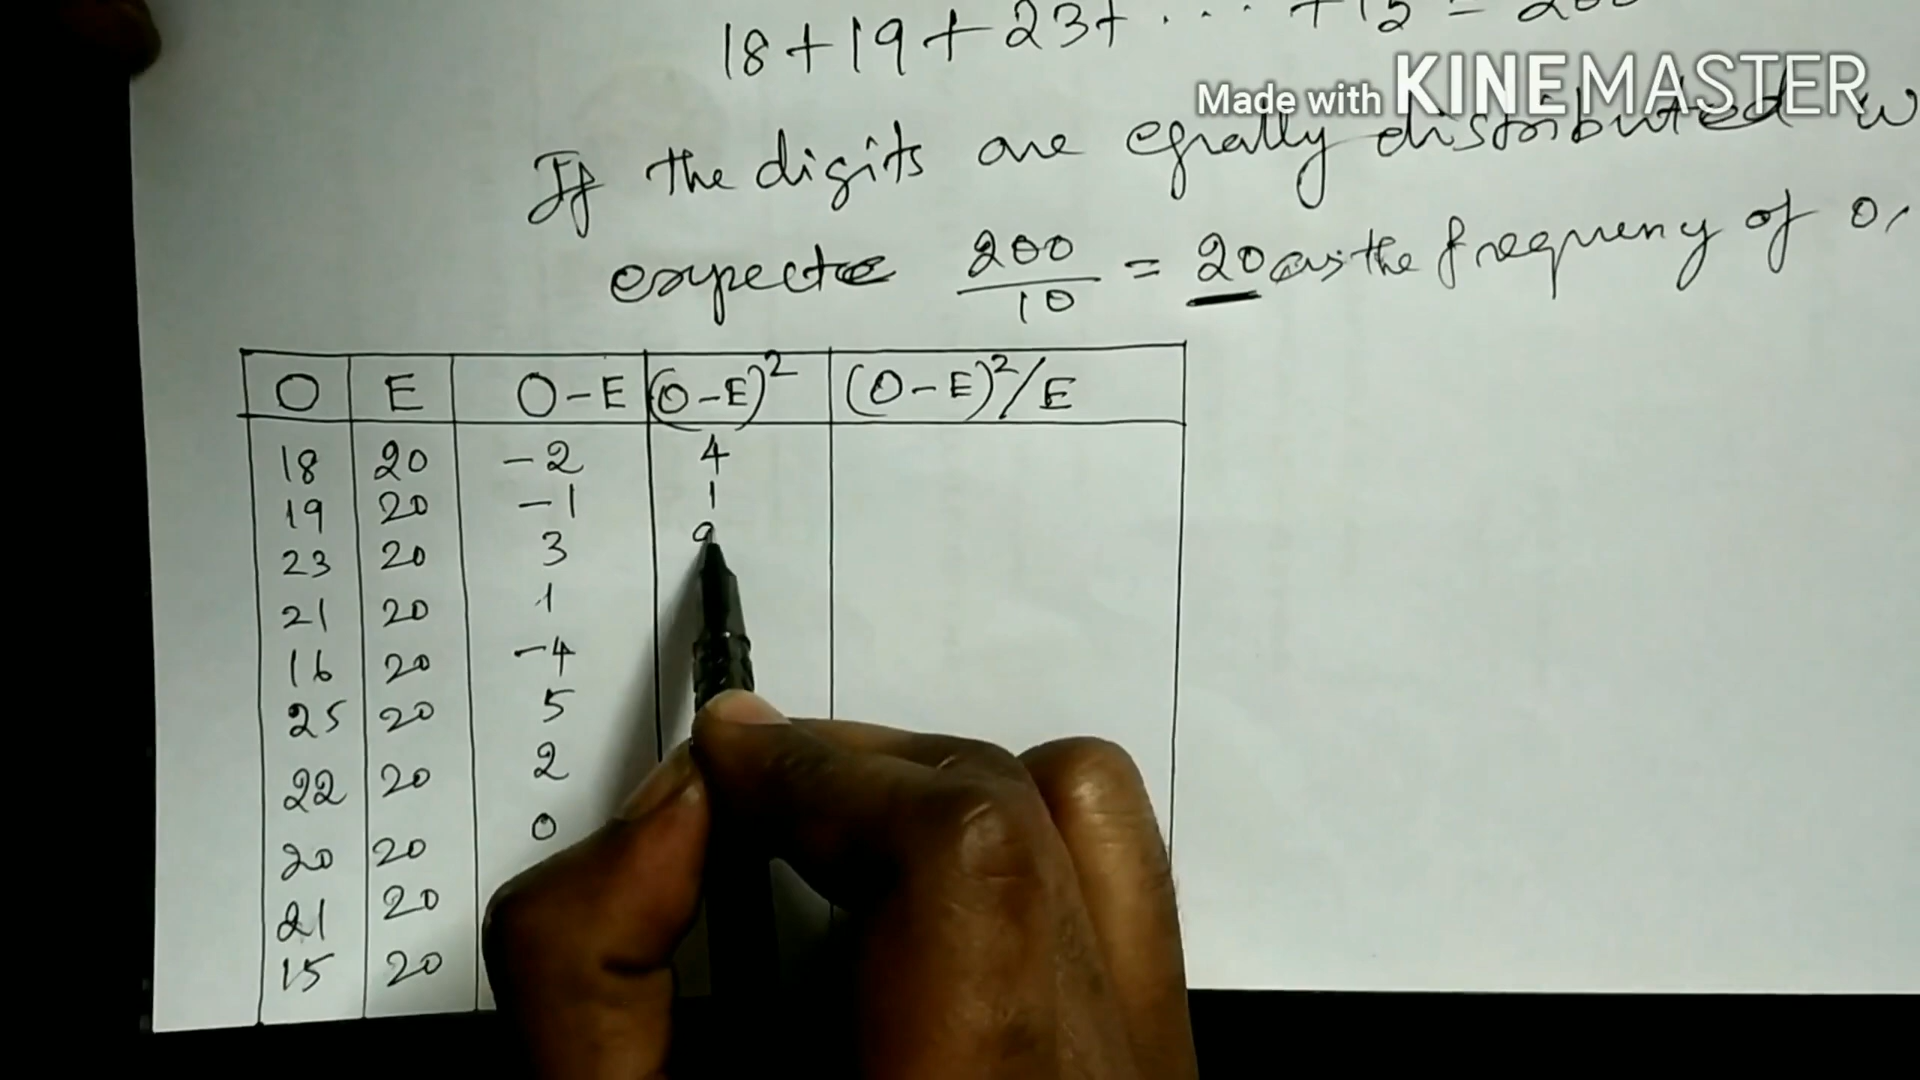 18+19+23+ ... +15 = 200
Made with KINEMASTER
If the digits are equally distributed w
expecte 200/10 = 20 as the frequency of 0,
O E O-E (O-E)² (O-E)²/E
18 20 -2 4
19 20 -1 1
23 20 3 9
21 20 1
16 20 -4
25 20 5
22 20 2
20 20 0
21 20
15 20